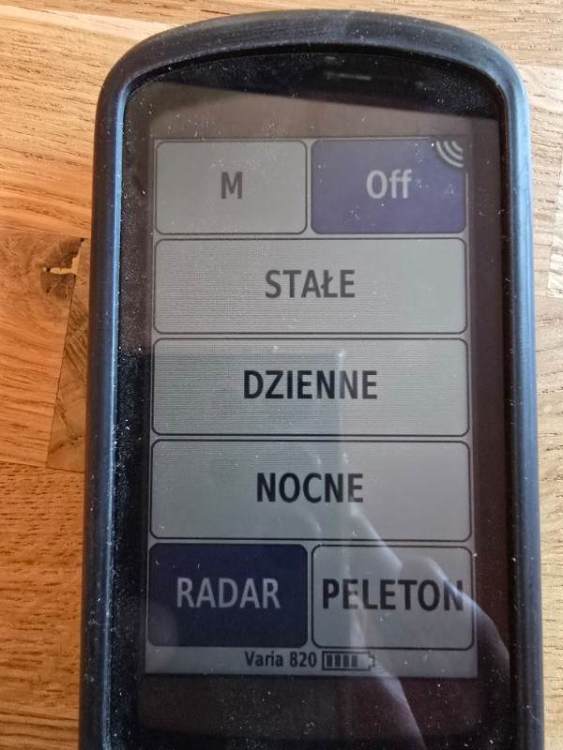 M Off
STAŁE
DZIENNE
NOCNE
RADAR PELETON
Varia 820